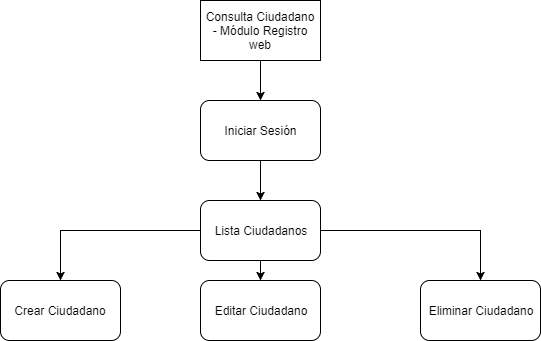 Consulta Ciudadano
- Módulo Registro
web
Iniciar Sesión
Lista Ciudadanos
Crear Ciudadano
Editar Ciudadano
Eliminar Ciudadano